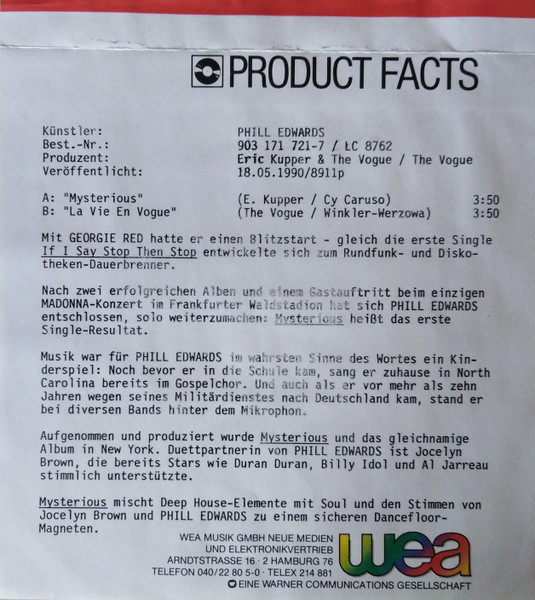 PRODUCT FACTS
Künstler: PHILL EDWARDS
Best.-Nr.: 903 171 721-7 / LC 8762
Produzent: Eric Kupper & The Vogue / The Vogue
Veröffentlicht: 18.05.1990/8911p
A: "Mysterious" (E. Kupper / Cy Caruso) 3:50
B: "La Vie En Vogue" (The Vogue / Winkler-Werzowa) 3:50
Mit GEORGIE RED hatte er einen Blitzstart - gleich die erste Single
If I Say Stop Then Stop entwickelte sich zum Rundfunk- und Disko-
theken-Dauerbrenner.
Nach zwei erfolgreichen Alben und einem Gastauftritt beim einzigen
MADONNA-Konzert im Frankfurter Waldstadion hat sich PHILL EDWARDS
entschlossen, solo weiterzumachen: Mysterious heißt das erste
Single-Resultat.
Musik war für PHILL EDWARDS im wahrsten Sinne des Wortes ein Kin-
derspiel: Noch bevor er in die Schule kam, sang er zuhause in North
Carolina bereits im Gospelchor. Und auch als er vor mehr als zehn
Jahren wegen seines Militärdienstes nach Deutschland kam, stand er
bei diversen Bands hinter dem Mikrophon.
Aufgenommen und produziert wurde Mysterious und das gleichnamige
Album in New York. Duettpartnerin von PHILL EDWARDS ist Jocelyn
Brown, die bereits Stars wie Duran Duran, Billy Idol und Al Jarreau
stimmlich unterstützte.
Mysterious mischt Deep House-Elemente mit Soul und den Stimmen von
Jocelyn Brown und PHILL EDWARDS zu einem sicheren Dancefloor-
Magneten.
WEA MUSIK GMBH NEUE MEDIEN
UND ELEKTRONIKVERTRIEB
ARNDTSTRASSE 16 · 2 HAMBURG 76
TELEFON 040/22 80 5-0 · TELEX 214 881
wea
EINE WARNER COMMUNICATIONS GESELLSCHAFT